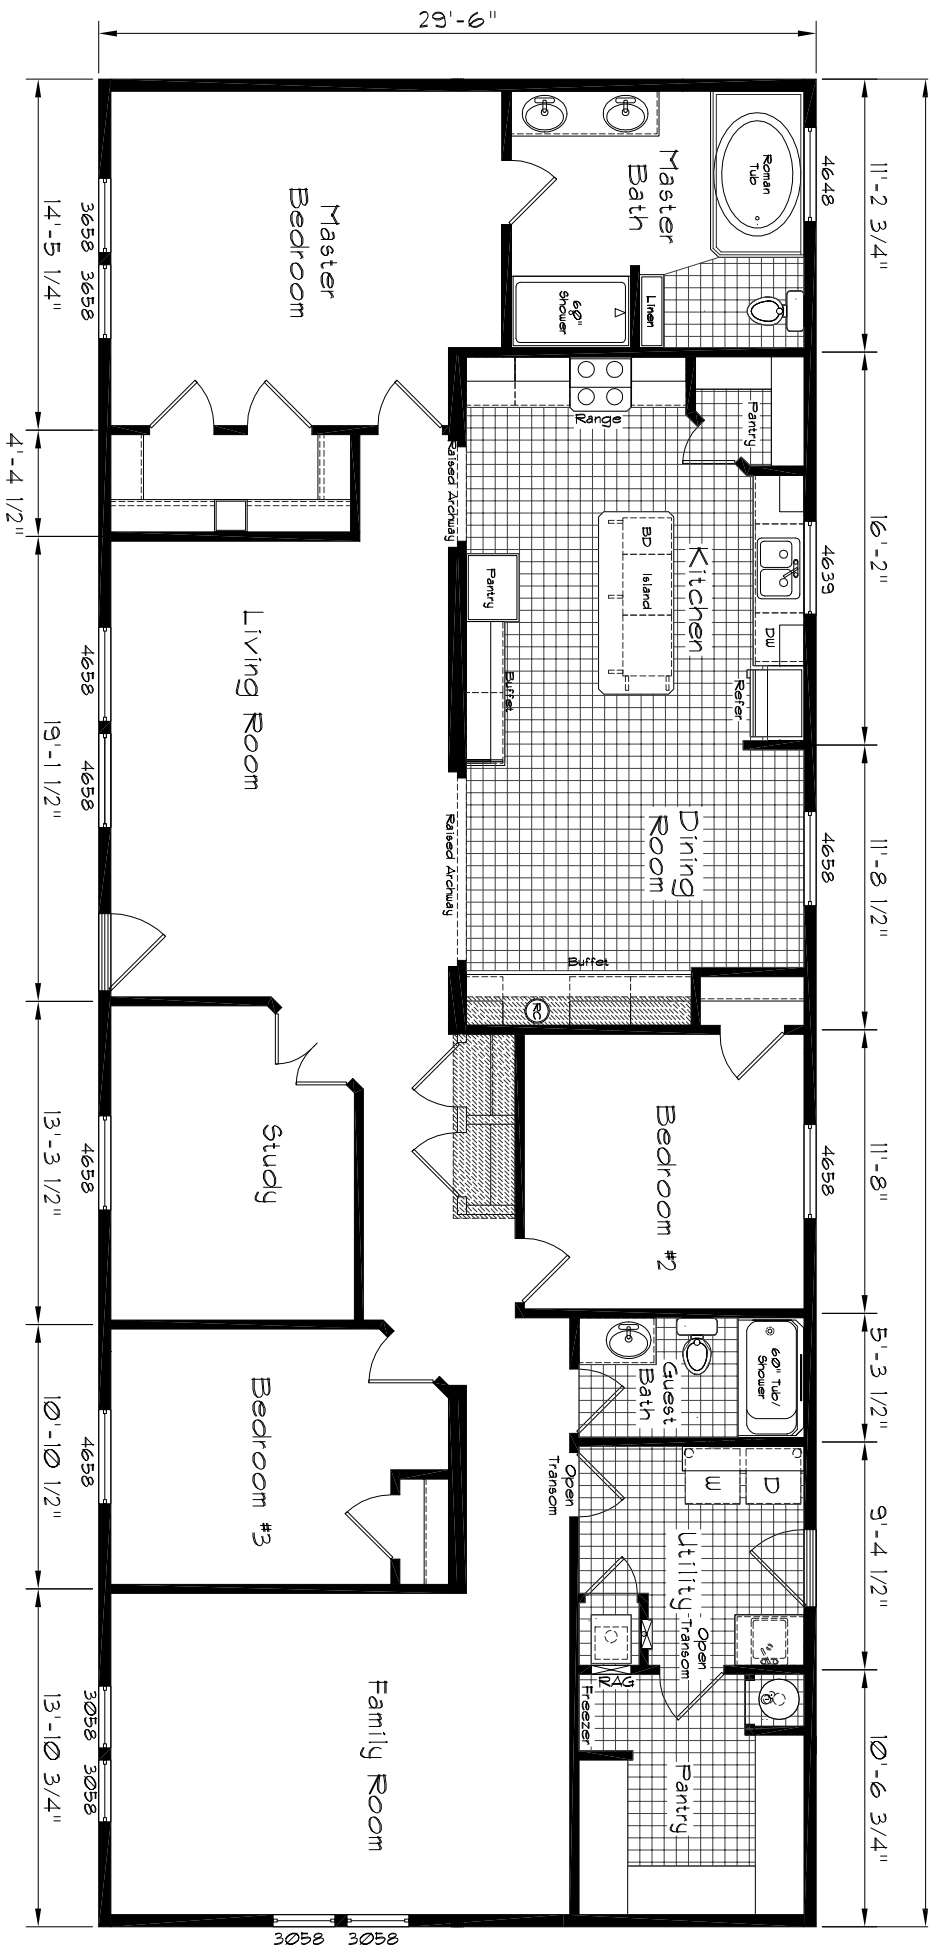 29'-6"
11'-2 3/4"
16'-2"
11'-8 1/2"
11'-8"
5'-3 1/2"
9'-4 1/2"
10'-6 3/4"
4648
4639
4658
4658
Roman
Tub
Master
Bath
Linen
60"
Shower
Master
Bedroom
Range
Pantry
Raised Archway
Kitchen
BD
Island
DW
Refer
Pantry
Buffet
Living Room
Dining
Room
Raised Archway
Buffet
RC
Study
Bedroom #2
60" Tub/
Shower
Guest
Bath
Bedroom #3
Open
Transom
W
D
Utility
Open
Transom
RAG
Freezer
Pantry
Family Room
3658
3658
4658
4658
4658
4658
3058
3058
3058
3058
14'-5 1/4"
4'-4 1/2"
19'-1 1/2"
13'-3 1/2"
10'-10 1/2"
13'-10 3/4"